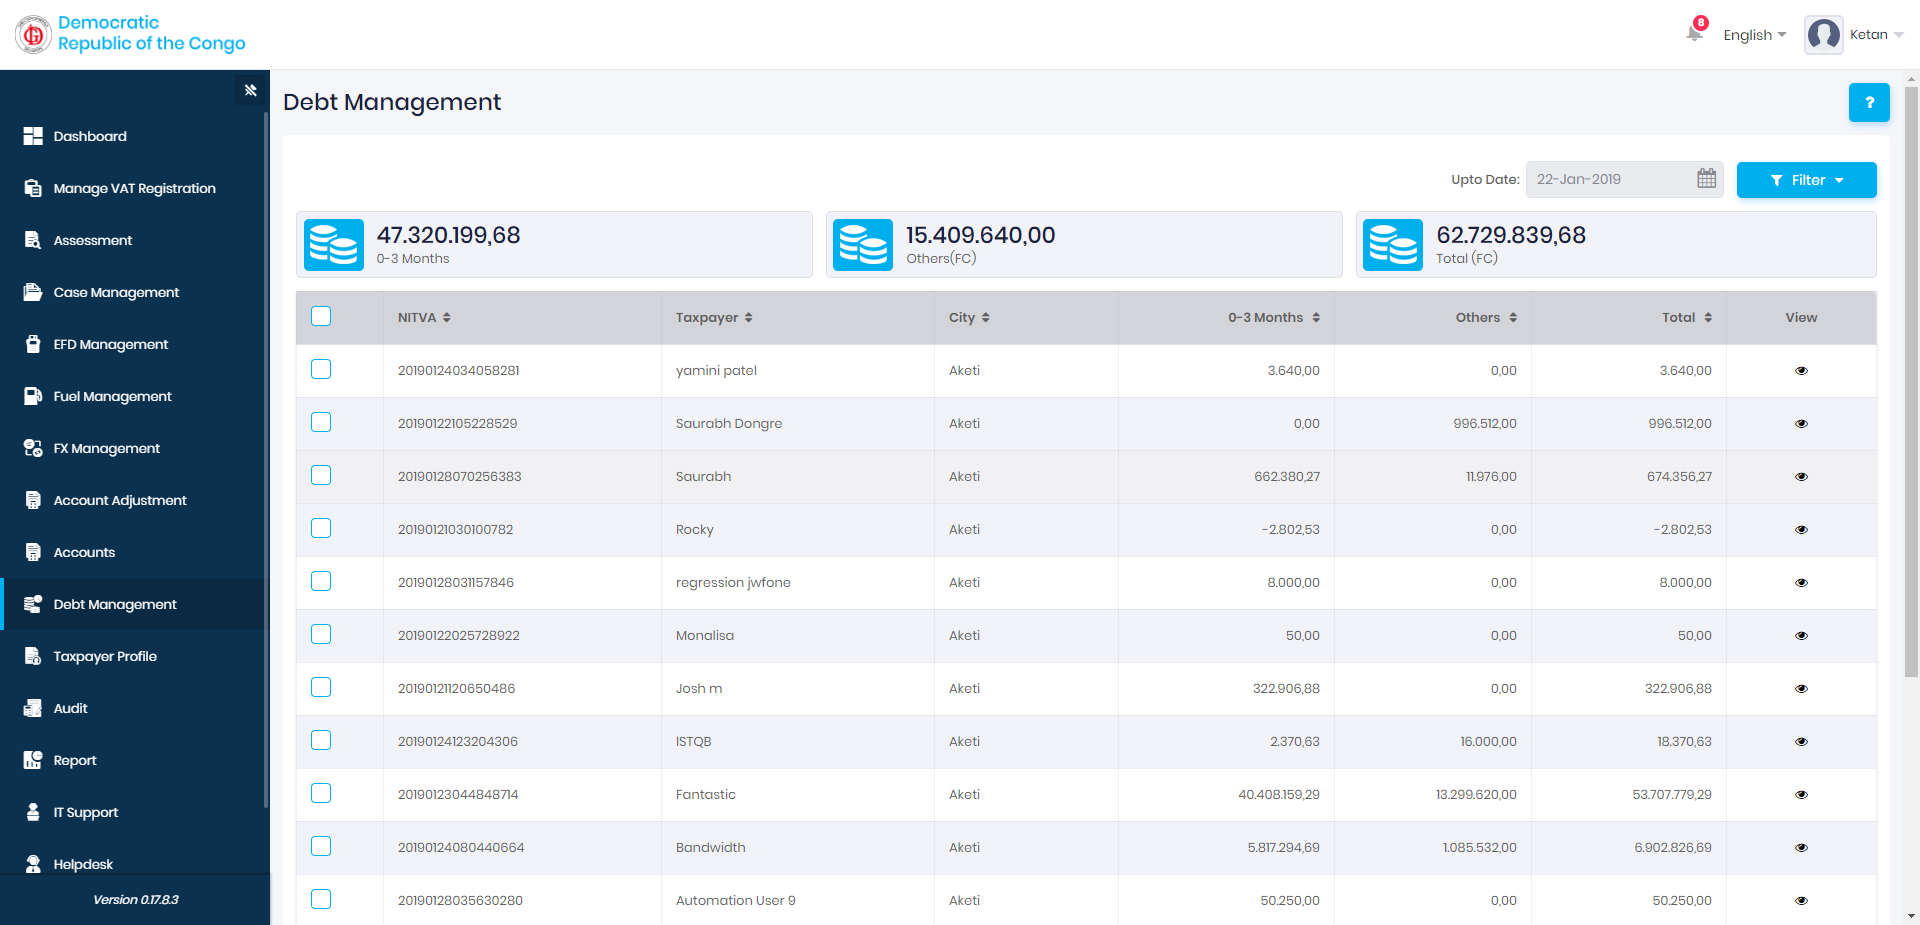 Democratic
Republic of the Congo
8
English
Ketan
Dashboard
Manage VAT Registration
Assessment
Case Management
EFD Management
Fuel Management
FX Management
Account Adjustment
Accounts
Debt Management
Taxpayer Profile
Audit
Report
IT Support
Helpdesk
Version 0.17.8.3
Debt Management
?
Upto Date: 22-Jan-2019 Filter
47.320.199,68
0-3 Months
15.409.640,00
Others(FC)
62.729.839,68
Total (FC)
NITVA Taxpayer City 0-3 Months Others Total View
20190124034058281 yamini patel Aketi 3.640,00 0,00 3.640,00
20190122105228529 Saurabh Dongre Aketi 0,00 996.512,00 996.512,00
20190128070256383 Saurabh Aketi 662.380,27 11.976,00 674.356,27
20190121030100782 Rocky Aketi -2.802,53 0,00 -2.802,53
20190128031157846 regression jwfone Aketi 8.000,00 0,00 8.000,00
20190122025728922 Monalisa Aketi 50,00 0,00 50,00
20190121120650486 Josh m Aketi 322.906,88 0,00 322.906,88
20190124123204306 ISTQB Aketi 2.370,63 16.000,00 18.370,63
20190123044848714 Fantastic Aketi 40.408.159,29 13.299.620,00 53.707.779,29
20190124080440664 Bandwidth Aketi 5.817.294,69 1.085.532,00 6.902.826,69
20190128035630280 Automation User 9 Aketi 50.250,00 0,00 50.250,00